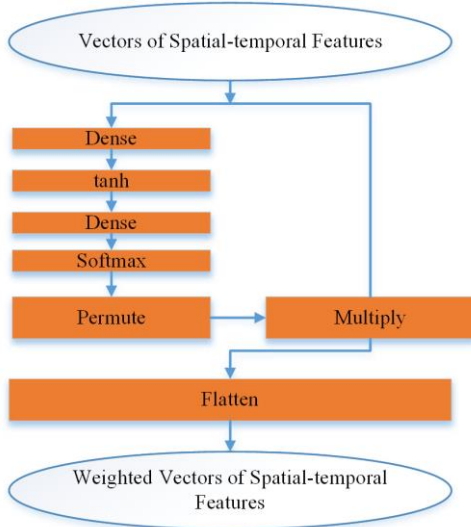 Vectors of Spatial-temporal Features
Dense
tanh
Dense
Softmax
Permute
Multiply
Flatten
Weighted Vectors of Spatial-temporal
Features